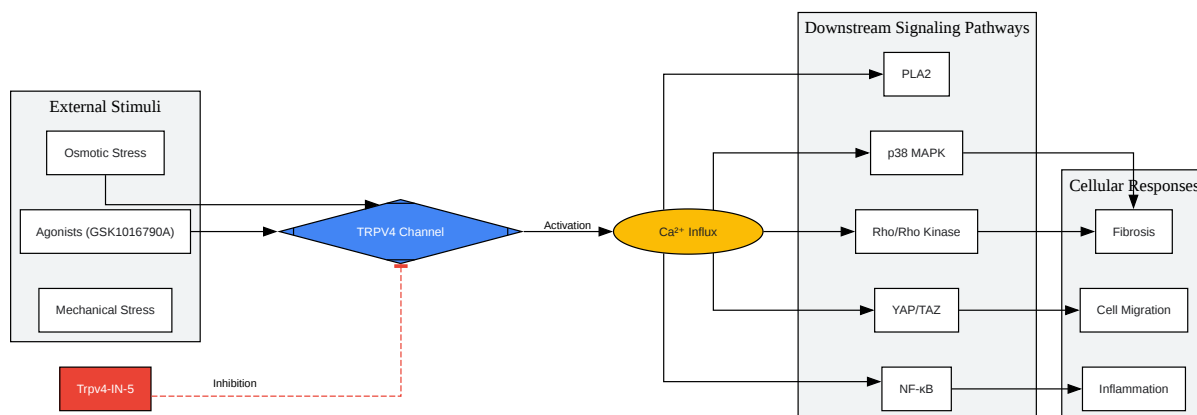 Downstream Signaling Pathways
PLA2
External Stimuli
Osmotic Stress
p38 MAPK
Cellular Responses
Agonists (GSK1016790A)
TRPV4 Channel
Activation
Ca²⁺ Influx
Rho/Rho Kinase
Fibrosis
Mechanical Stress
YAP/TAZ
Cell Migration
Trpv4-IN-5
Inhibition
NF-κB
Inflammation